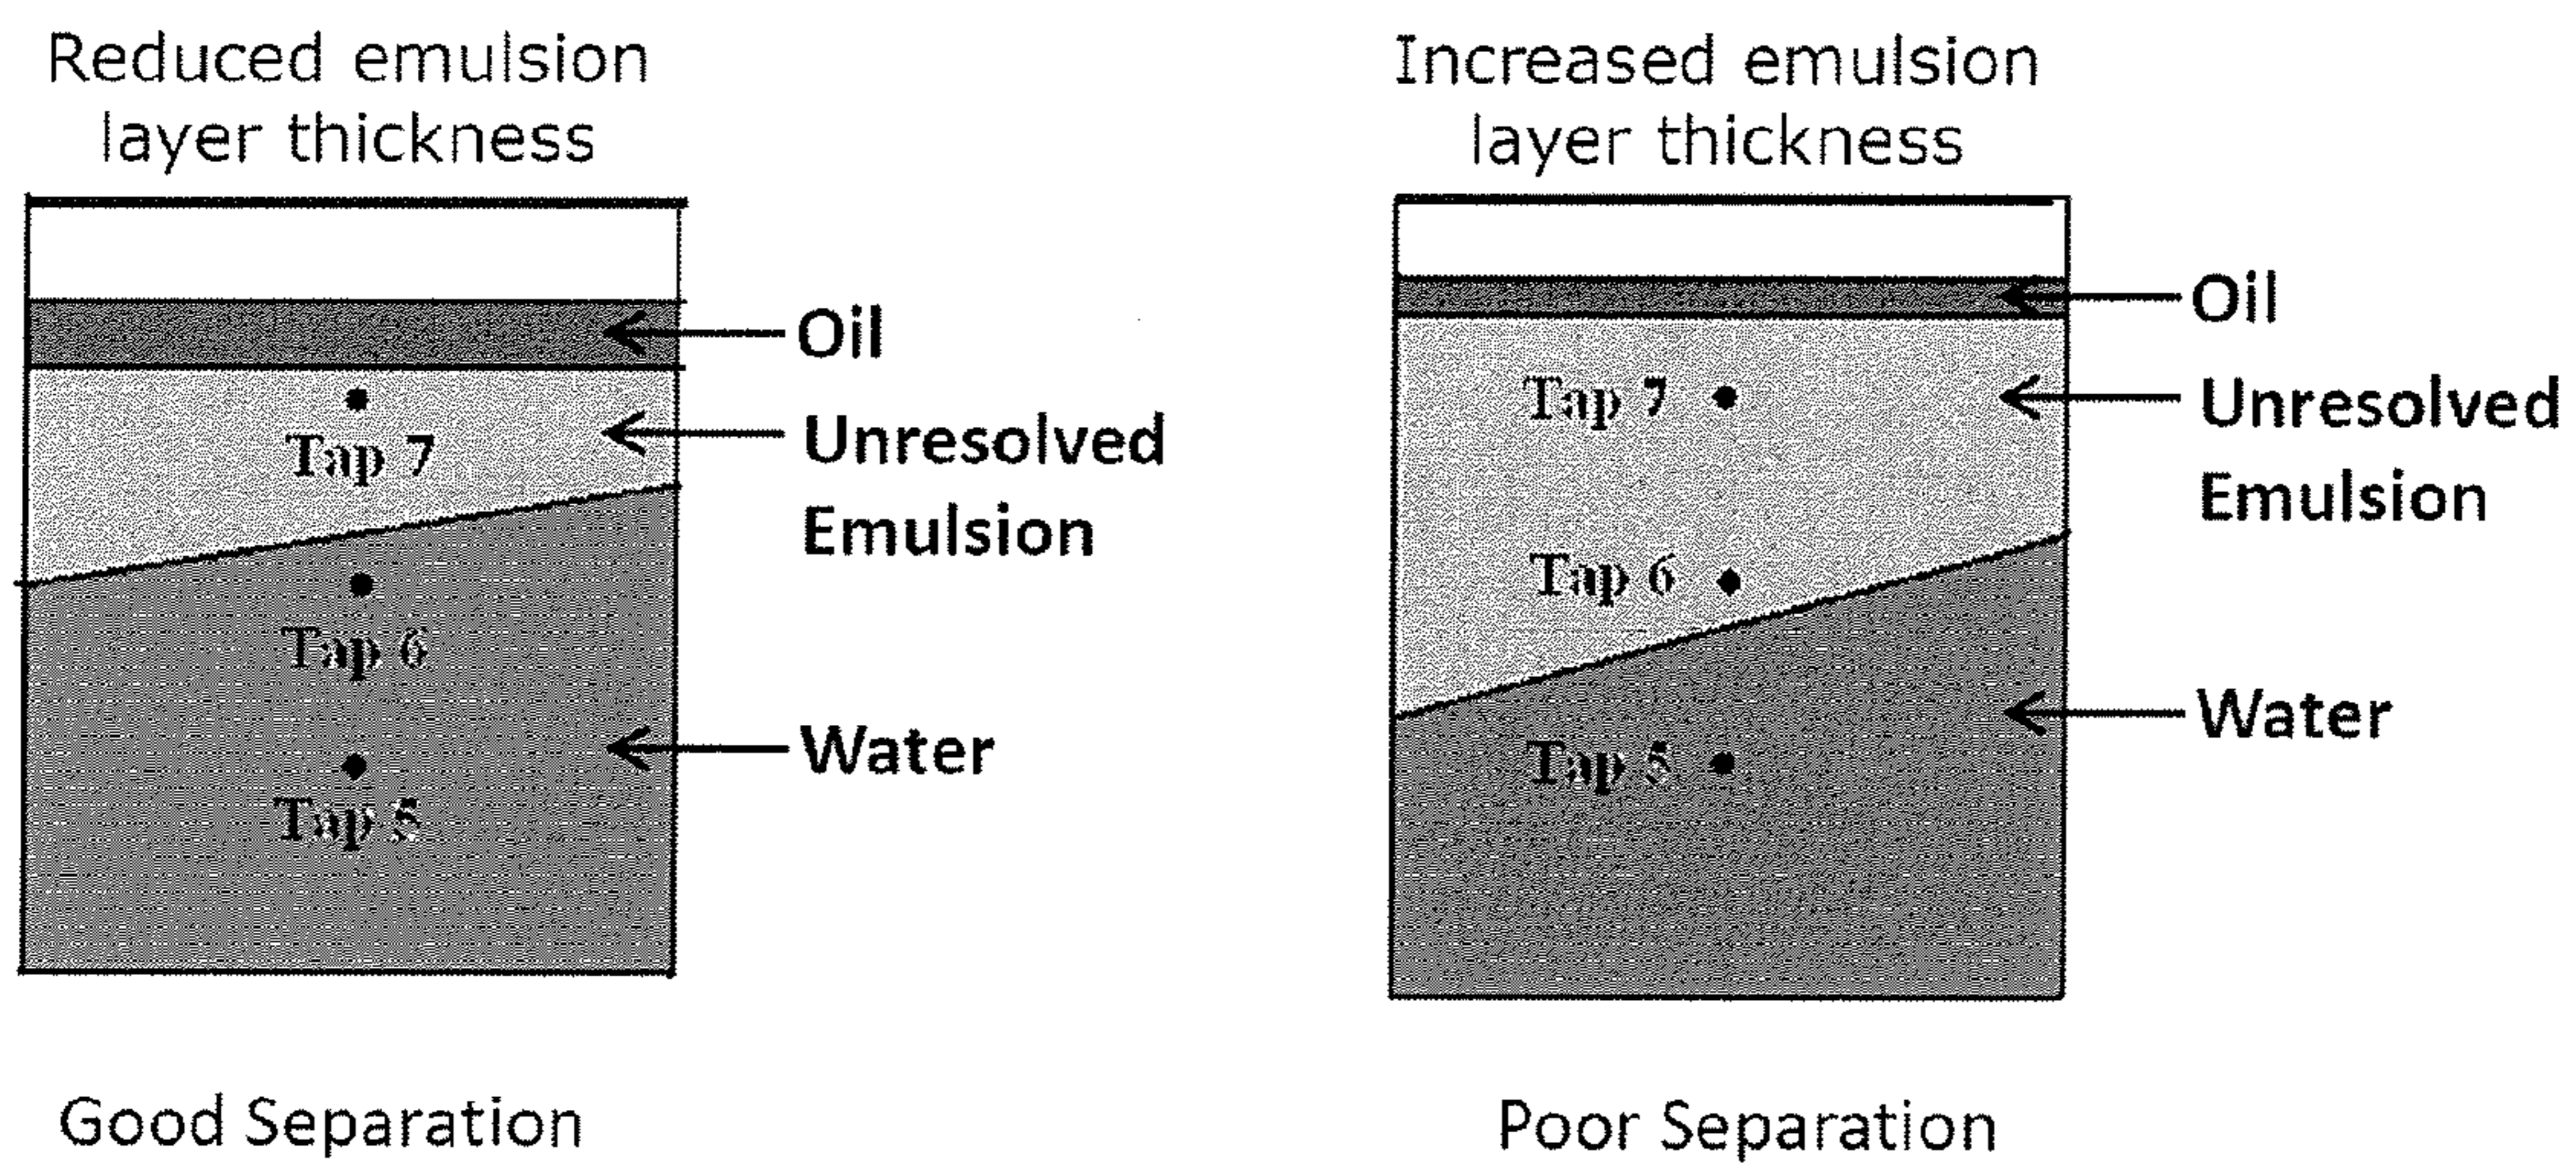 Reduced emulsion
layer thickness
Oil
Tap 7
Unresolved
Emulsion
Tap 6
Water
Tap 5
Good Separation
Increased emulsion
layer thickness
Oil
Tap 7
Unresolved
Emulsion
Tap 6
Water
Tap 5
Poor Separation